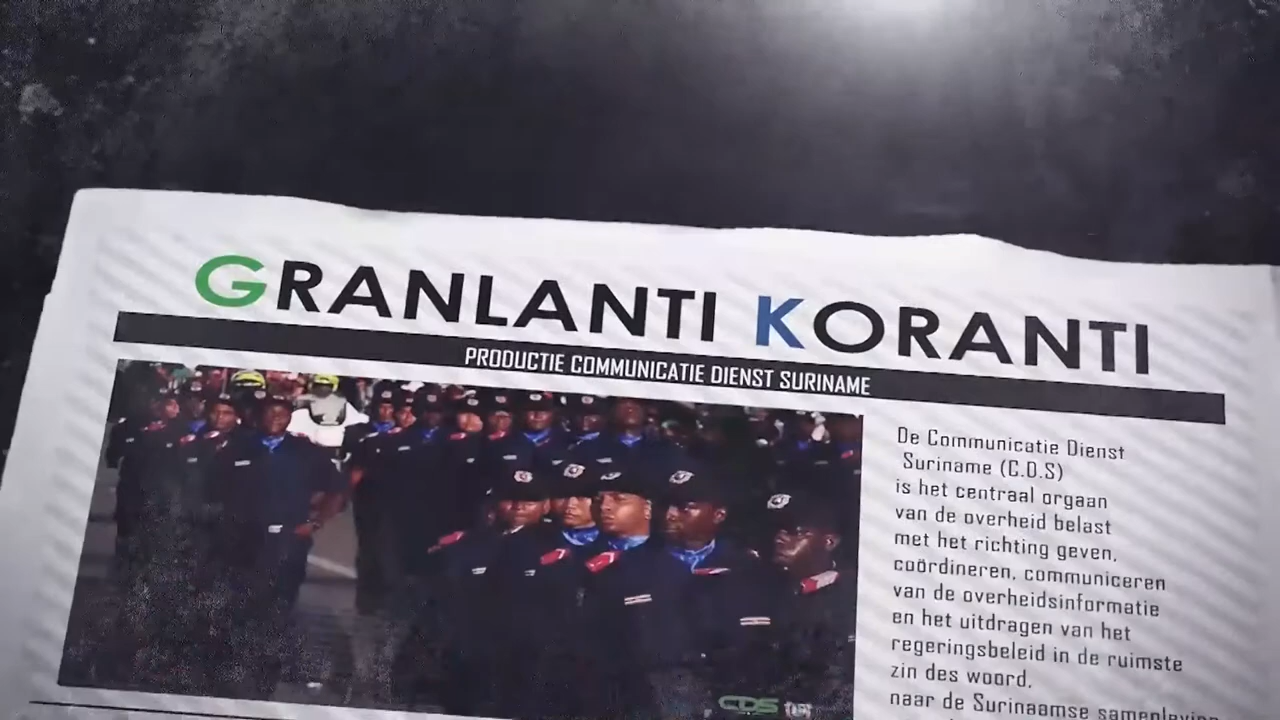 GRANLANTI KORANTI
PRODUCTIE COMMUNICATIE DIENST SURINAME
De Communicatie Dienst
Suriname (C.D.S)
is het centraal orgaan
van de overheid belast
met het richting geven,
coördineren, communiceren
van de overheidsinformatie
en het uitdragen van het
regeringsbeleid in de ruimste
zin des woord,
naar de Surinaamse
CDS